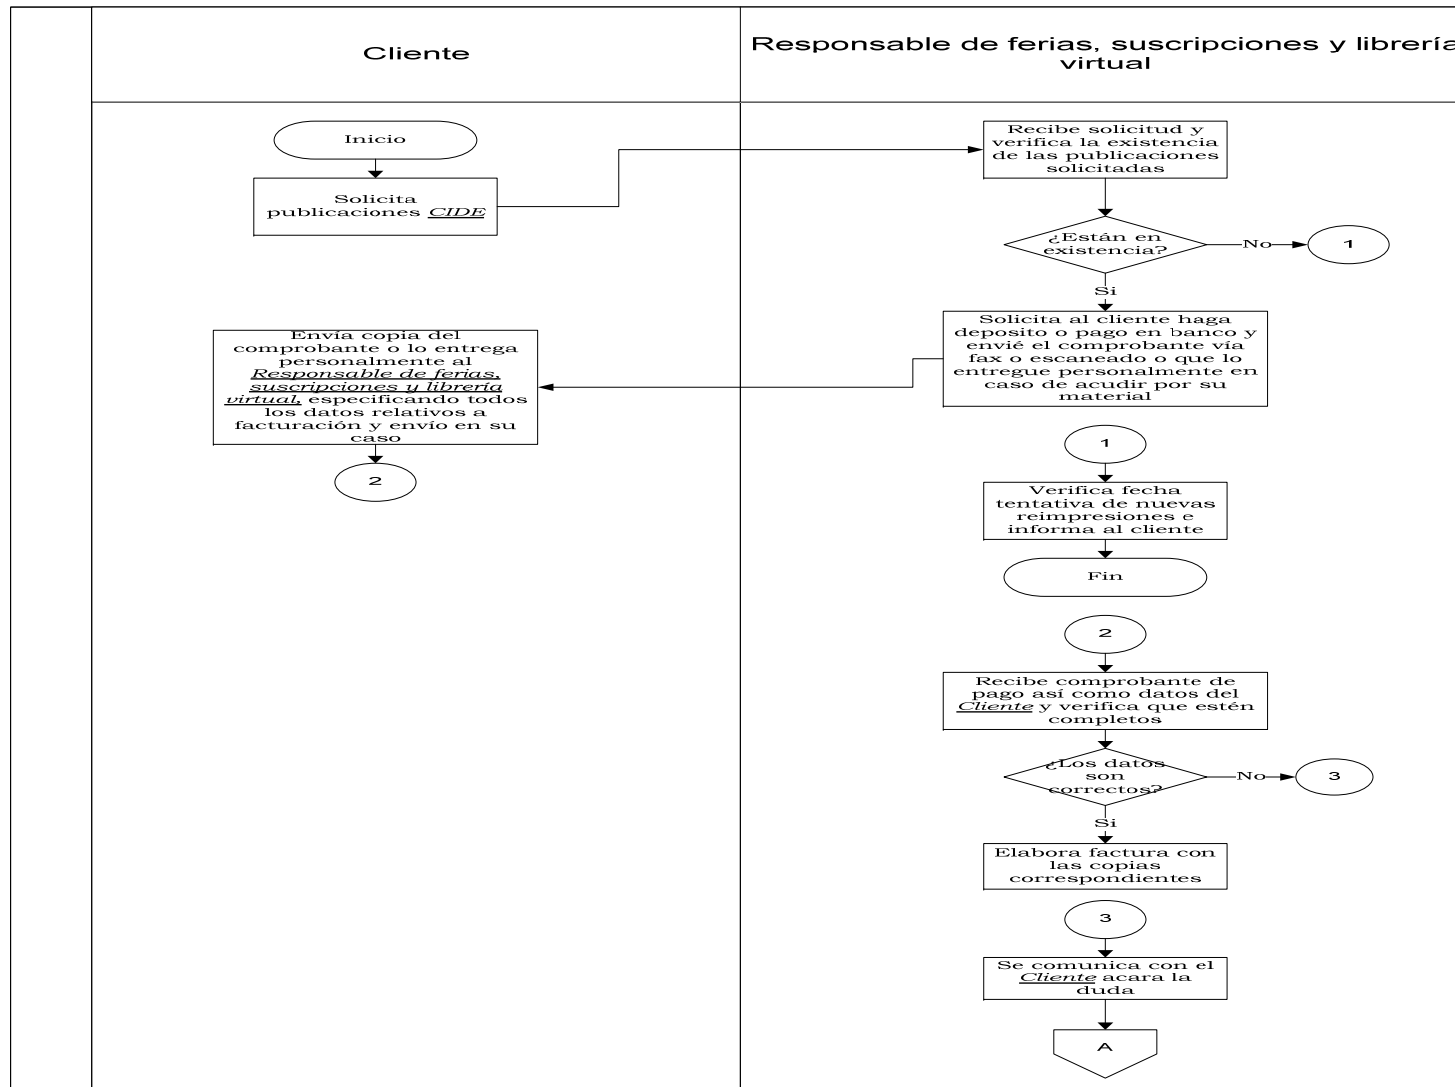 Cliente
Responsable de ferias, suscripciones y librería
virtual
Inicio
Solicita
publicaciones CIDE
Recibe solicitud y
verifica la existencia
de las publicaciones
solicitadas
¿Están en
existencia?
No
1
Si
Solicita al cliente haga
deposito o pago en banco y
envié el comprobante vía
fax o escaneado o que lo
entregue personalmente en
caso de acudir por su
material
Envía copia del
comprobante o lo entrega
personalmente al
Responsable de ferias,
suscripciones y librería
virtual, especificando todos
los datos relativos a
facturación y envío en su
caso
2
1
Verifica fecha
tentativa de nuevas
reimpresiones e
informa al cliente
Fin
2
Recibe comprobante de
pago así como datos del
Cliente y verifica que estén
completos
¿Los datos
son
correctos?
No
3
Si
Elabora factura con
las copias
correspondientes
3
Se comunica con el
Cliente acara la
duda
A